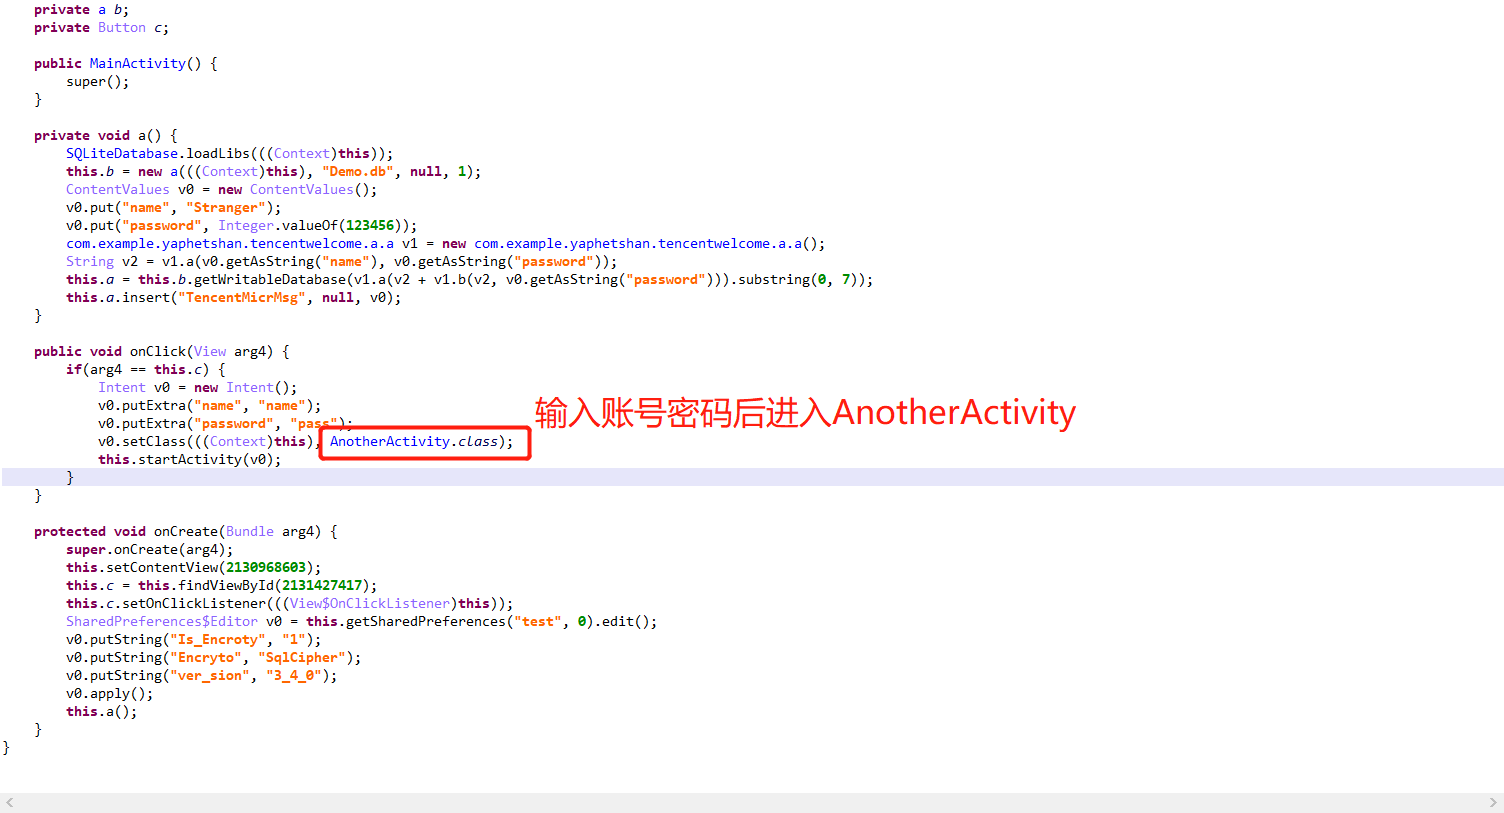 private a b;
private Button c;
public MainActivity() {
super();
}
private void a() {
SQLiteDatabase.loadLibs(((Context)this));
this.b = new a(((Context)this), "Demo.db", null, 1);
ContentValues v0 = new ContentValues();
v0.put("name", "Stranger");
v0.put("password", Integer.valueOf(123456));
com.example.yaphetshan.tencentwelcome.a.a v1 = new com.example.yaphetshan.tencentwelcome.a.a();
String v2 = v1.a(v0.getAsString("name"), v0.getAsString("password"));
this.a = this.b.getWritableDatabase(v1.a(v2 + v1.b(v2, v0.getAsString("password"))).substring(0, 7));
this.a.insert("TencentMicrMsg", null, v0);
}
public void onClick(View arg4) {
if(arg4 == this.c) {
Intent v0 = new Intent();
v0.putExtra("name", "name");
v0.putExtra("password", "pass");
v0.setClass(((Context)this), AnotherActivity.class);
输入账号密码后进入AnotherActivity
this.startActivity(v0);
}
}
protected void onCreate(Bundle arg4) {
super.onCreate(arg4);
this.setContentView(2130968603);
this.c = this.findViewById(2131427417);
this.c.setOnClickListener(((View$OnClickListener)this));
SharedPreferences$Editor v0 = this.getSharedPreferences("test", 0).edit();
v0.putString("Is_Encroty", "1");
v0.putString("Encryto", "SqlCipher");
v0.putString("ver_sion", "3_4_0");
v0.apply();
this.a();
}
}